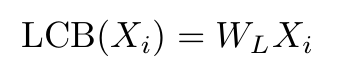 LCB(X_i) = W_L X_i